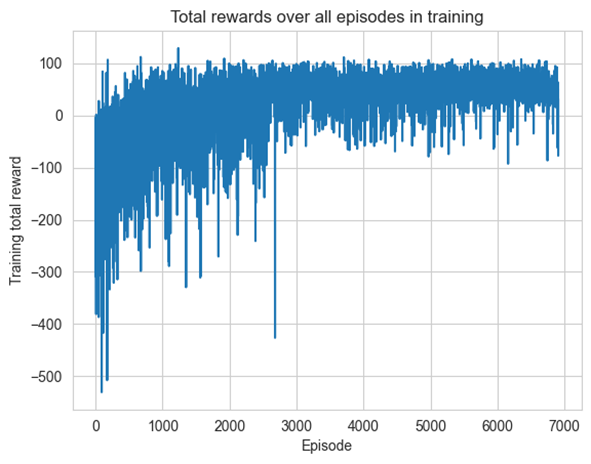 Total rewards over all episodes in training
100
0
−100
−200
−300
−400
−500
Training total reward
0 1000 2000 3000 4000 5000 6000 7000
Episode